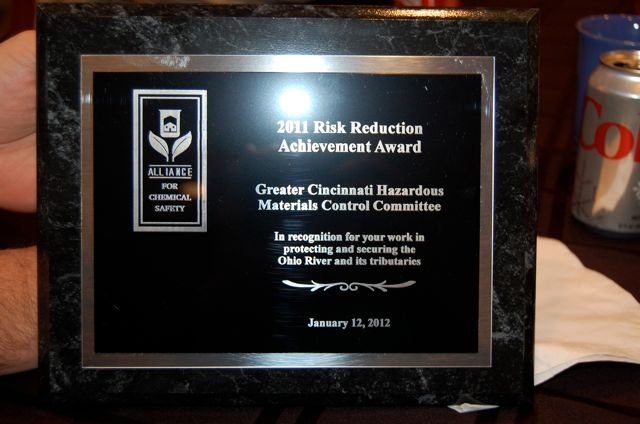 ALLIANCE
FOR
CHEMICAL
SAFETY
2011 Risk Reduction
Achievement Award
Greater Cincinnati Hazardous
Materials Control Committee
In recognition for your work in
protecting and securing the
Ohio River and its tributaries
January 12, 2012
Co